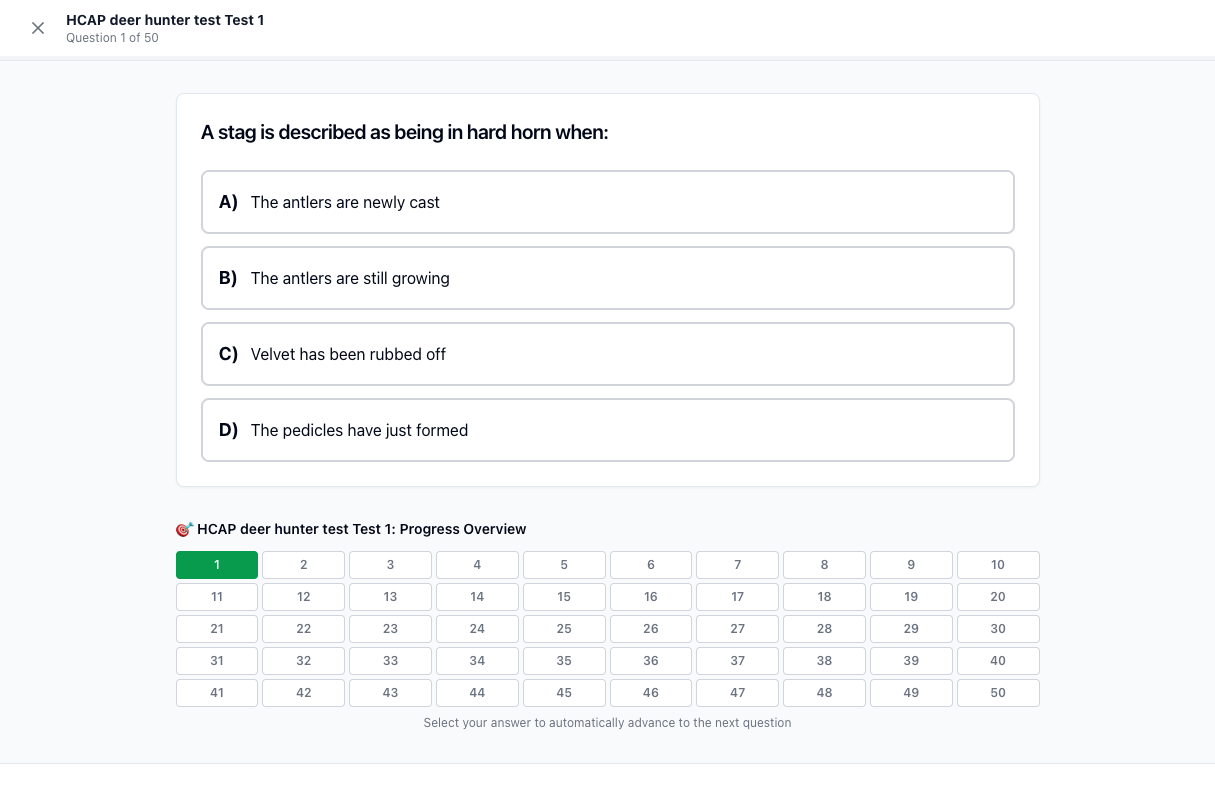 HCAP deer hunter test Test 1
Question 1 of 50
A stag is described as being in hard horn when:
A) The antlers are newly cast
B) The antlers are still growing
C) Velvet has been rubbed off
D) The pedicles have just formed
🎯 HCAP deer hunter test Test 1: Progress Overview
1 2 3 4 5 6 7 8 9 10
11 12 13 14 15 16 17 18 19 20
21 22 23 24 25 26 27 28 29 30
31 32 33 34 35 36 37 38 39 40
41 42 43 44 45 46 47 48 49 50
Select your answer to automatically advance to the next question